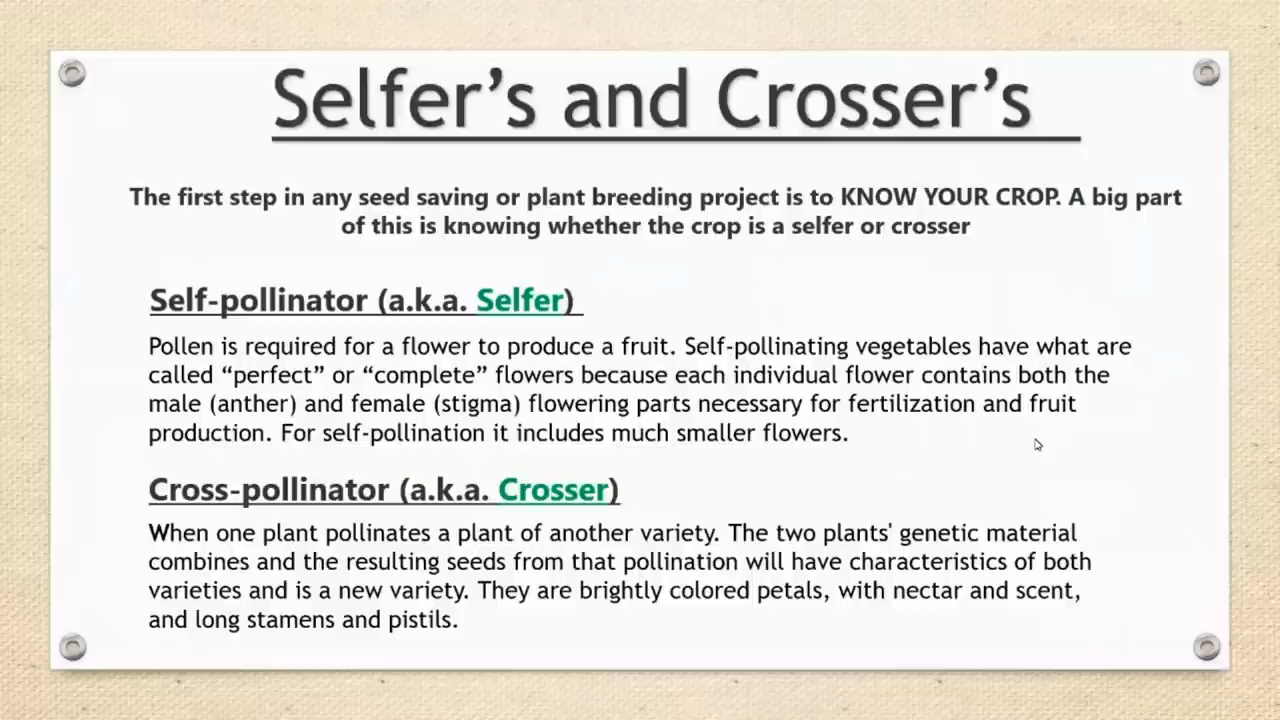 Selfer’s and Crosser’s
The first step in any seed saving or plant breeding project is to KNOW YOUR CROP. A big part
of this is knowing whether the crop is a selfer or crosser
Self-pollinator (a.k.a. Selfer)
Pollen is required for a flower to produce a fruit. Self-pollinating vegetables have what are
called “perfect” or “complete” flowers because each individual flower contains both the
male (anther) and female (stigma) flowering parts necessary for fertilization and fruit
production. For self-pollination it includes much smaller flowers.
Cross-pollinator (a.k.a. Crosser)
When one plant pollinates a plant of another variety. The two plants' genetic material
combines and the resulting seeds from that pollination will have characteristics of both
varieties and is a new variety. They are brightly colored petals, with nectar and scent,
and long stamens and pistils.